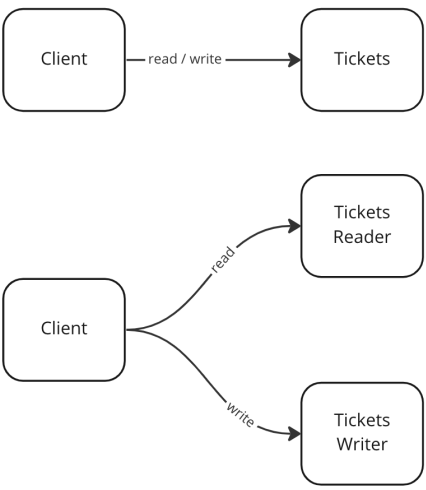 Client
read / write
Tickets
Tickets
Reader
read
Client
write
Tickets
Writer